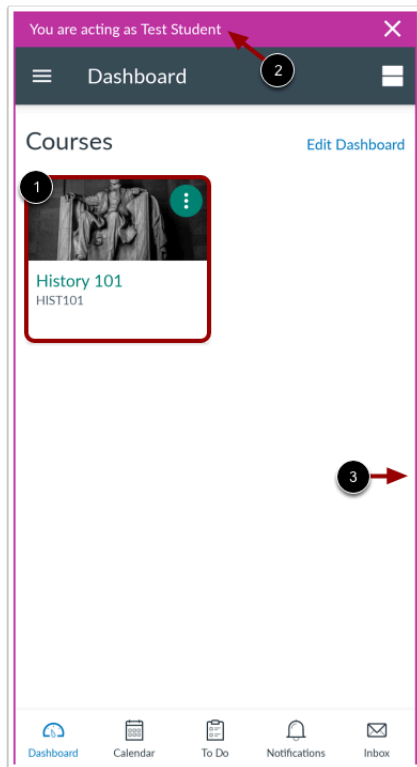 You are acting as Test Student
2
Dashboard
Courses
Edit Dashboard
1
History 101
HIST101
3
Dashboard
Calendar
To Do
Notifications
Inbox